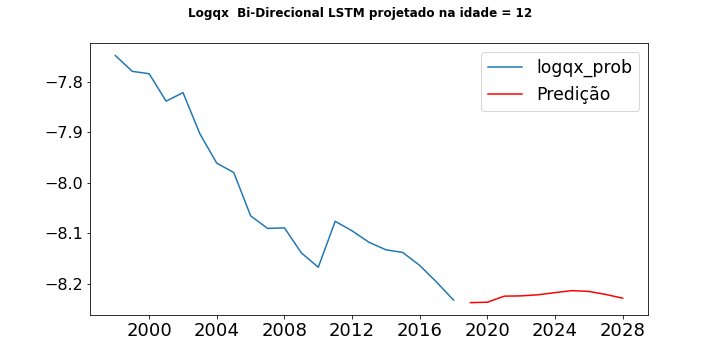 Logqx  Bi-Direcional LSTM projetado na idade = 12
logqx_prob
Predição
−7.8
−7.9
−8.0
−8.1
−8.2
2000 2004 2008 2012 2016 2020 2024 2028